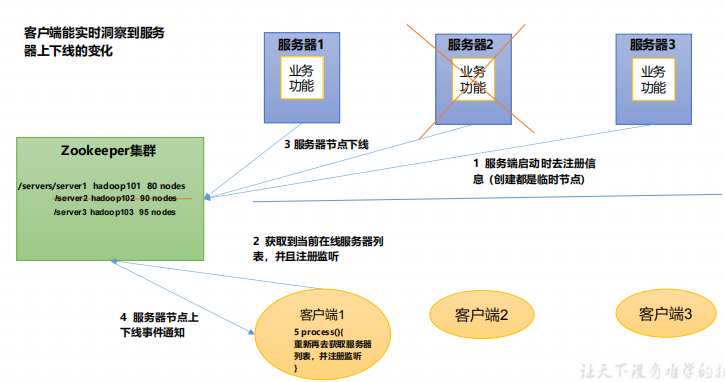 客户端能实时洞察到服务
器上下线的变化
服务器1
业务
功能
服务器2
业务
功能
服务器3
业务
功能
3 服务器节点下线
Zookeeper集群
/servers/server1 hadoop101 80 nodes
/server2 hadoop102 90 nodes
/server3 hadoop103 95 nodes
1 服务端启动时去注册信
息（创建都是临时节点）
2 获取到当前在线服务器列
表，并且注册监听
4 服务器节点上
下线事件通知
客户端1
5 process(){
重新再去获取服务器
列表，并注册监听
}
客户端2
客户端3
让天下没有难学的技